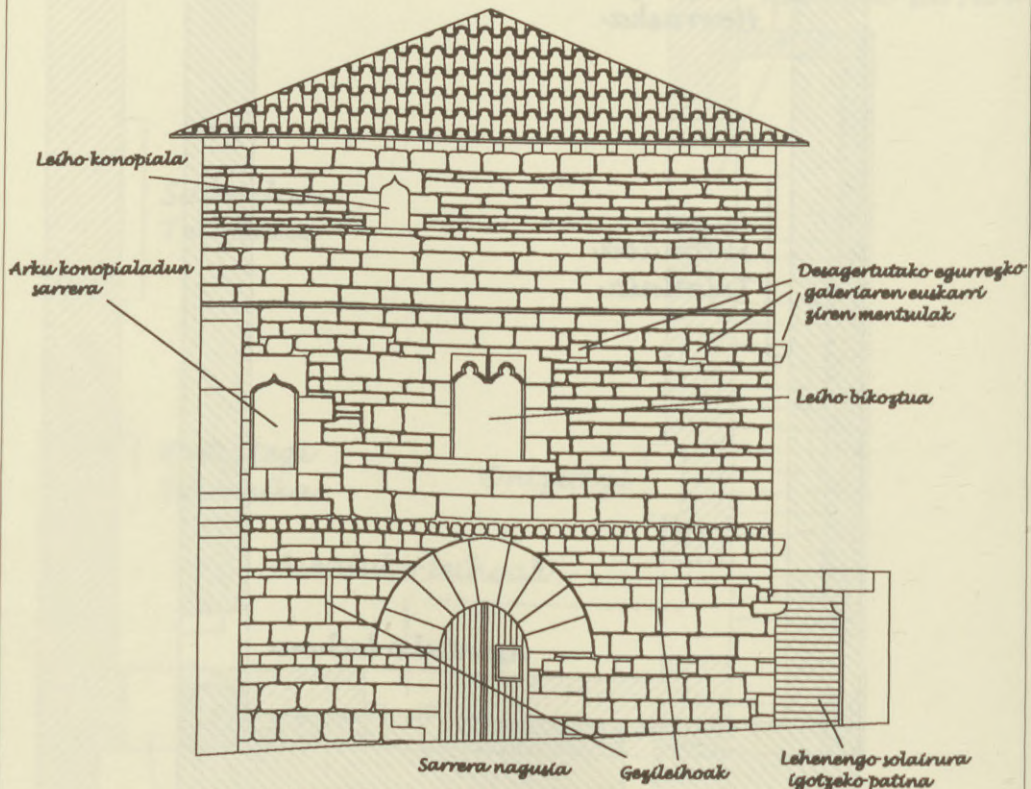 Leiho konopiala
Arku konopialadun
sarrera
Desagertutako egurrezko
galeriaren euskarri
ziren mentsulak
Leiho bikoztua
Sarrera nagusia
Gezileihoak
Lehenengo solairura
igotzeko patina